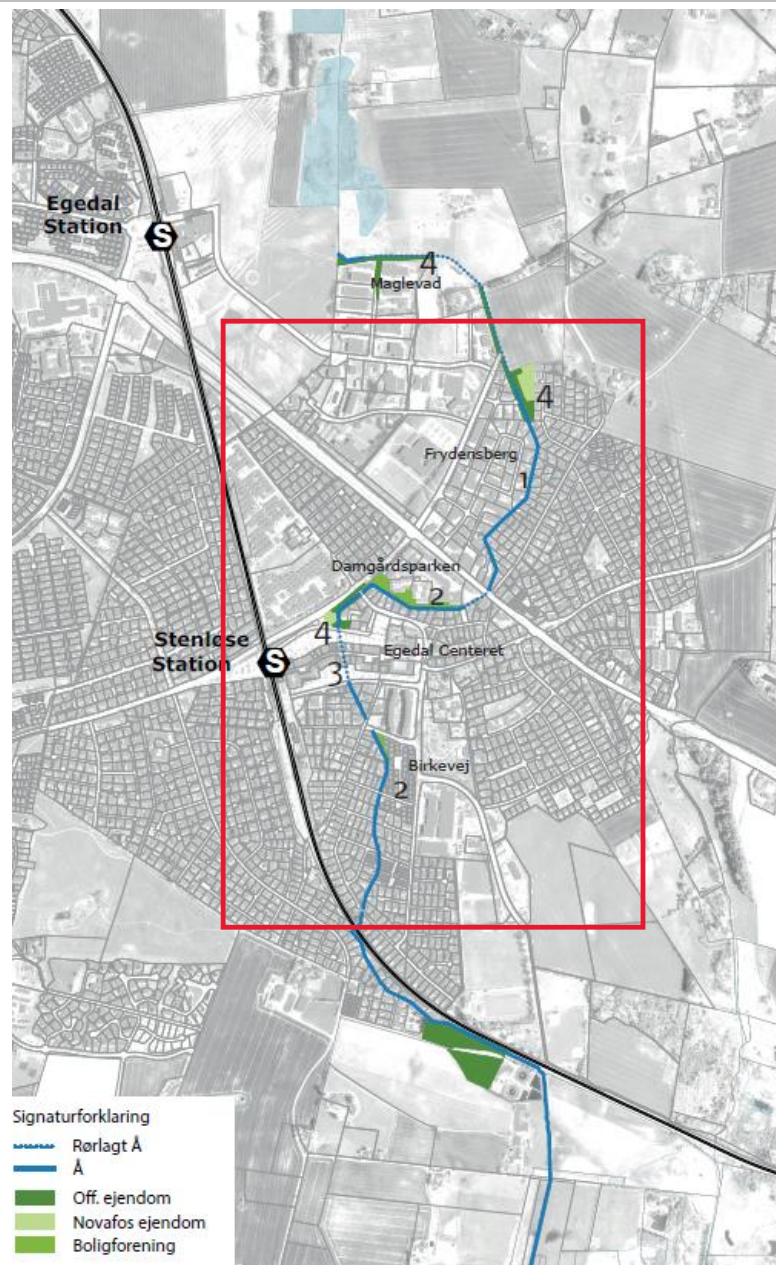 Egedal
Station
S
4
Maglevad
4
Frydensberg
1
Damgårdsparken
2
4
Stenløse
Station
S
Egedal Centeret
3
Birkevej
2
Signaturforklaring
Rørlagt Å
Å
Off. ejendom
Novafos ejendom
Boligforening